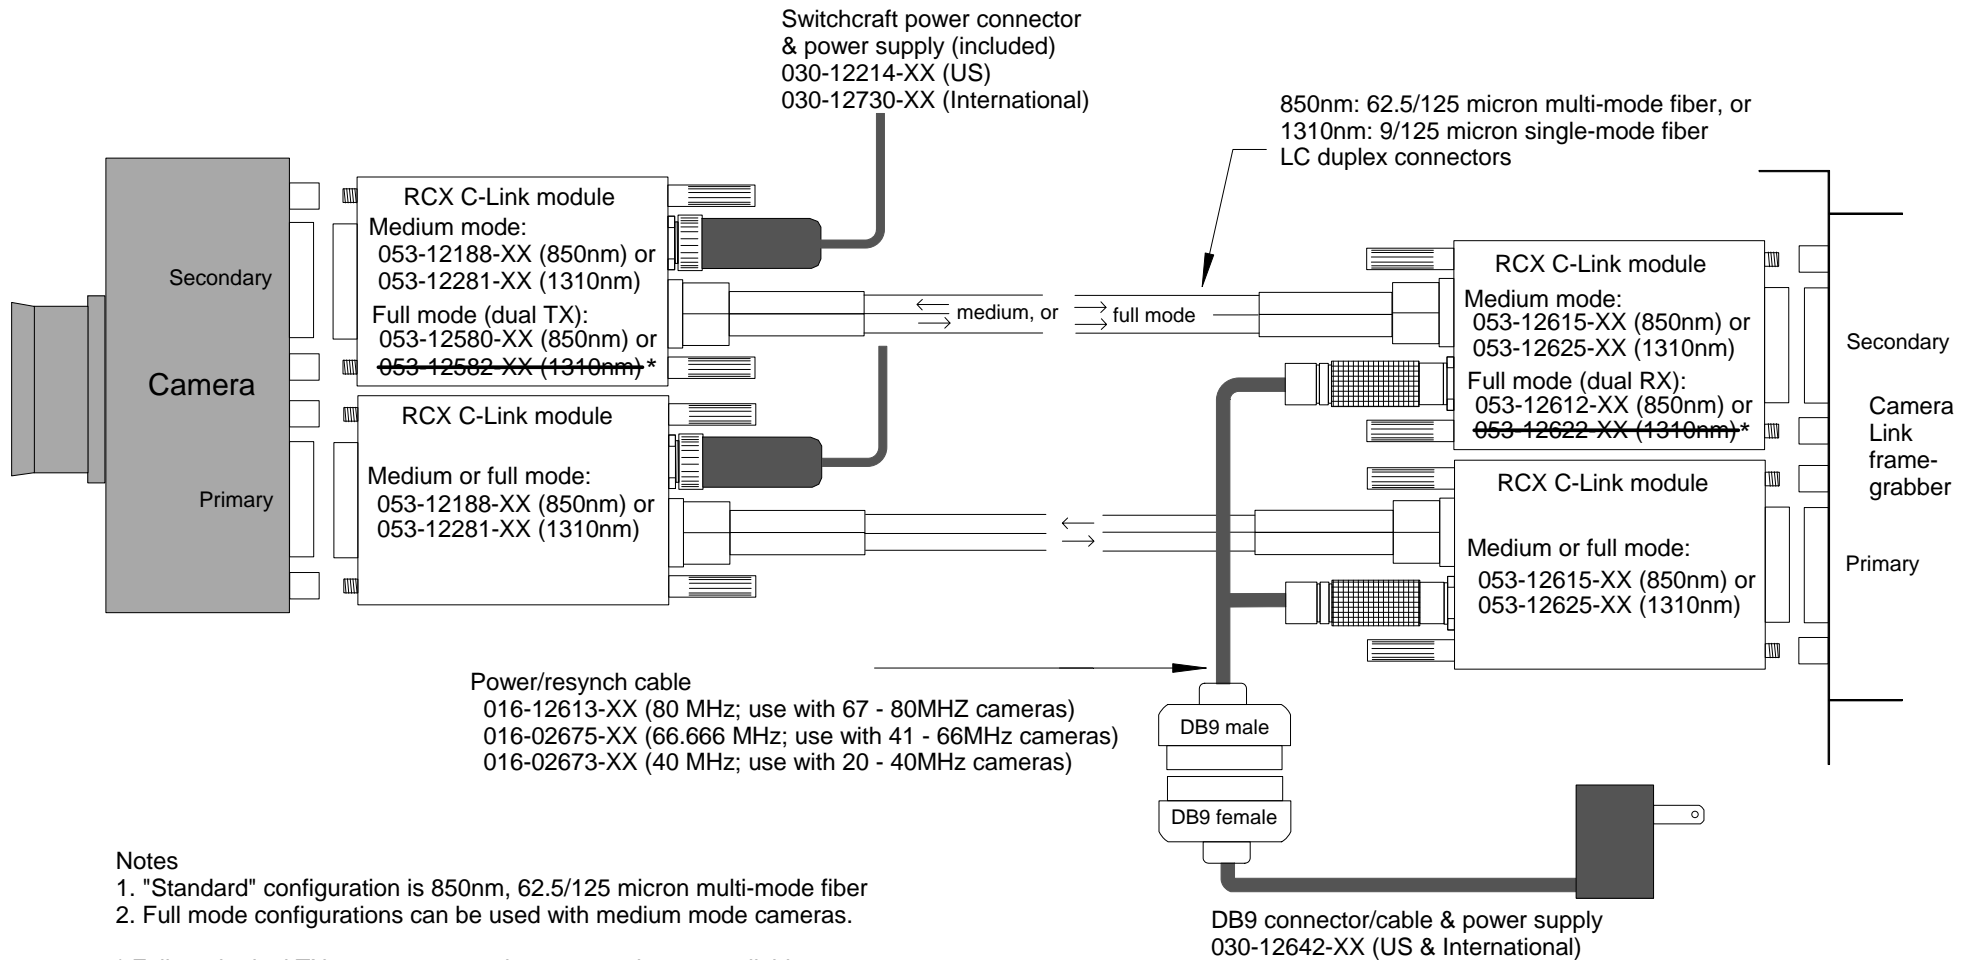 Switchcraft power connector
& power supply (included)
030-12214-XX (US)
030-12730-XX (International)
850nm: 62.5/125 micron multi-mode fiber, or
1310nm: 9/125 micron single-mode fiber
LC duplex connectors
Camera
Secondary
Primary
RCX C-Link module
Medium mode:
053-12188-XX (850nm) or
053-12281-XX (1310nm)
Full mode (dual TX):
053-12580-XX (850nm) or
053-12582-XX (1310nm) *
RCX C-Link module
Medium or full mode:
053-12188-XX (850nm) or
053-12281-XX (1310nm)
medium, or
full mode
RCX C-Link module
Medium mode:
053-12615-XX (850nm) or
053-12625-XX (1310nm)
Full mode (dual RX):
053-12612-XX (850nm) or
053-12622-XX (1310nm) *
RCX C-Link module
Medium or full mode:
053-12615-XX (850nm) or
053-12625-XX (1310nm)
Secondary
Camera
Link
frame-
grabber
Primary
Power/resynch cable
016-12613-XX (80 MHz; use with 67 - 80MHZ cameras)
016-02675-XX (66.666 MHz; use with 41 - 66MHz cameras)
016-02673-XX (40 MHz; use with 20 - 40MHz cameras)
DB9 male
DB9 female
DB9 connector/cable & power supply
030-12642-XX (US & International)
Notes
1. "Standard" configuration is 850nm, 62.5/125 micron multi-mode fiber
2. Full mode configurations can be used with medium mode cameras.